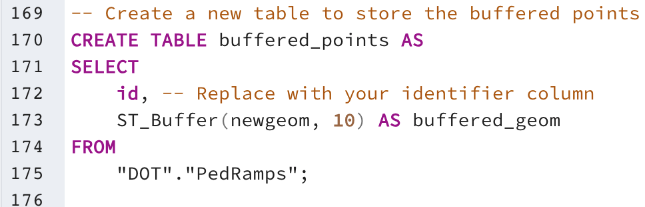 169 -- Create a new table to store the buffered points
170 CREATE TABLE buffered_points AS
171 SELECT
172     id, -- Replace with your identifier column
173     ST_Buffer(newgeom, 10) AS buffered_geom
174 FROM
175     "DOT"."PedRamps";
176